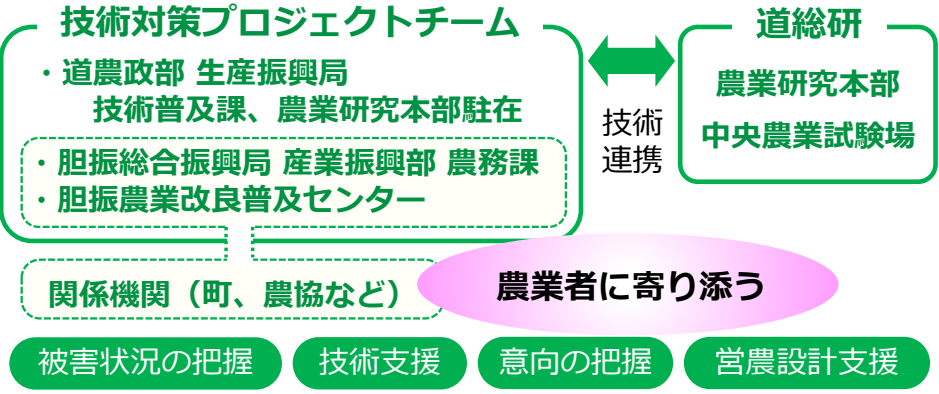 技術対策プロジェクトチーム
・道農政部 生産振興局
技術普及課、農業研究本部駐在
・胆振総合振興局 産業振興部 農務課
・胆振農業改良普及センター
技術
連携
道総研
農業研究本部
中央農業試験場
関係機関（町、農協など）
農業者に寄り添う
被害状況の把握
技術支援
意向の把握
営農設計支援